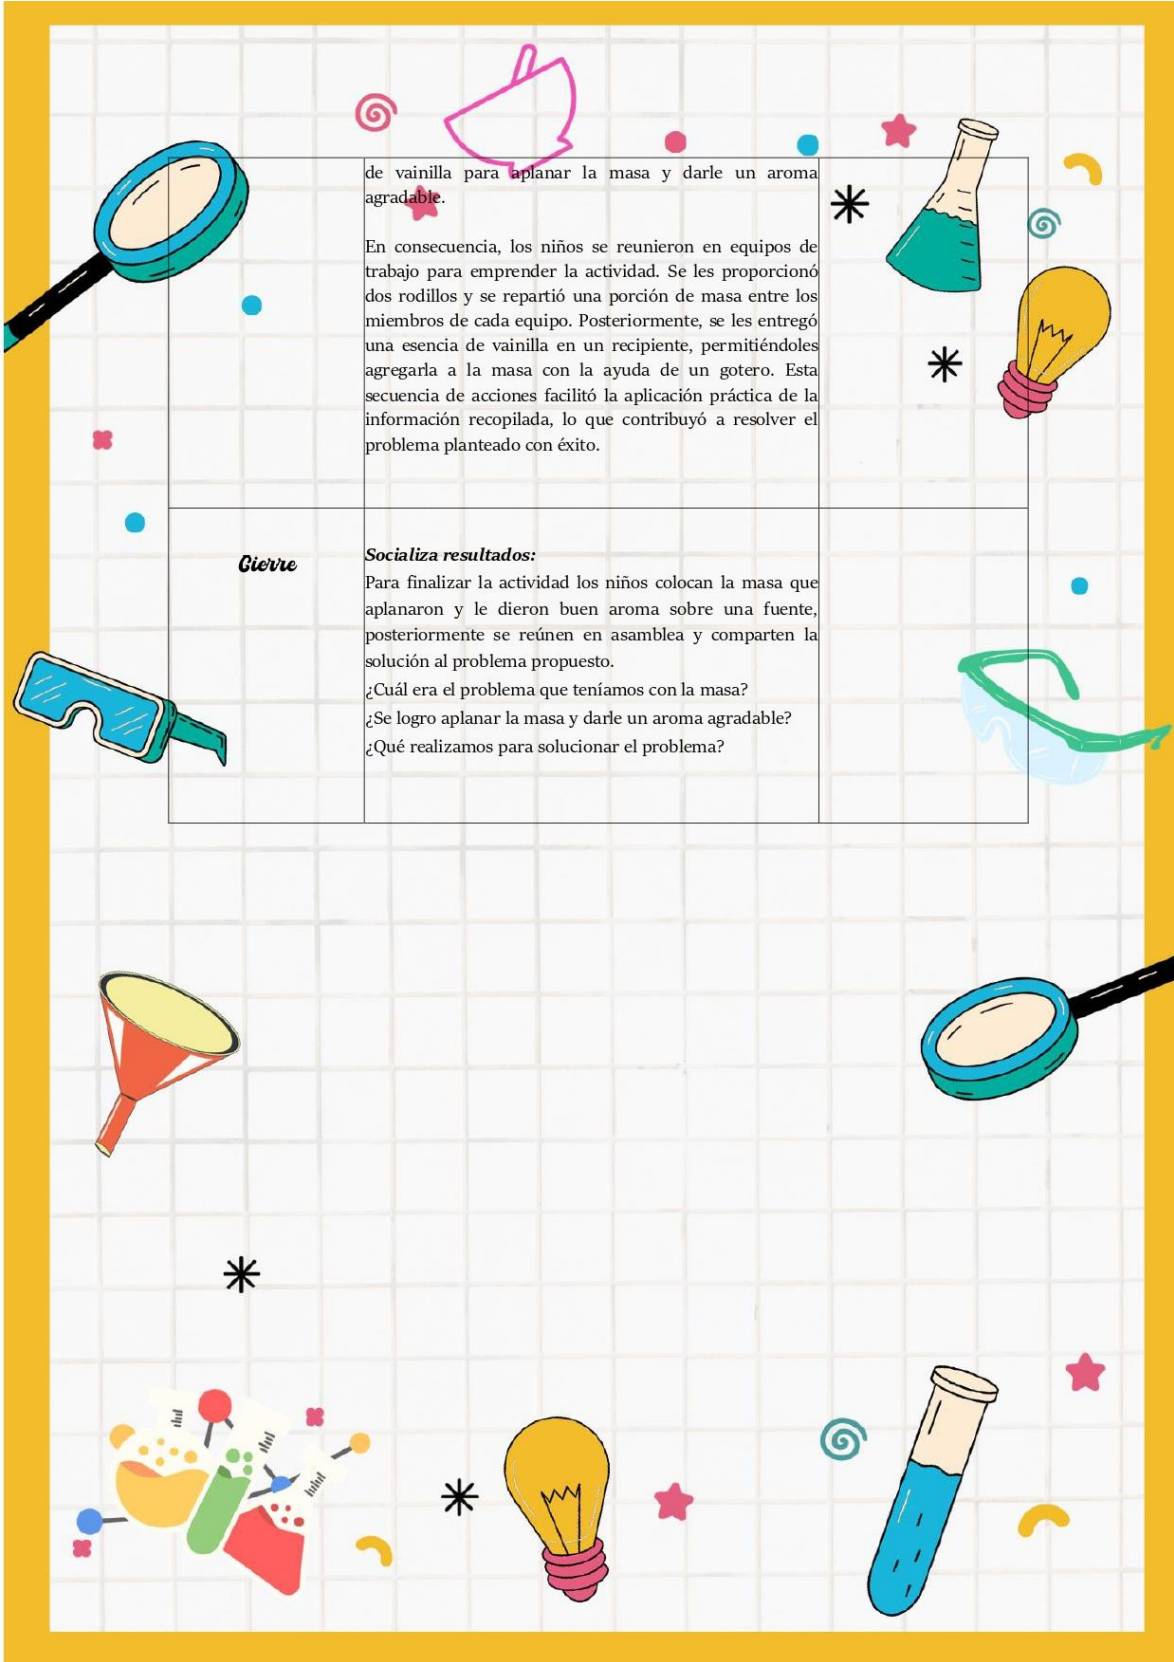 de vainilla para aplanar la masa y darle un aroma
agradable.
En consecuencia, los niños se reunieron en equipos de
trabajo para emprender la actividad. Se les proporcionó
dos rodillos y se repartió una porción de masa entre los
miembros de cada equipo. Posteriormente, se les entregó
una esencia de vainilla en un recipiente, permitiéndoles
agregarla a la masa con la ayuda de un gotero. Esta
secuencia de acciones facilitó la aplicación práctica de la
información recopilada, lo que contribuyó a resolver el
problema planteado con éxito.
Cierre
Socializa resultados:
Para finalizar la actividad los niños colocan la masa que
aplanaron y le dieron buen aroma sobre una fuente,
posteriormente se reúnen en asamblea y comparten la
solución al problema propuesto.
¿Cuál era el problema que teníamos con la masa?
¿Se logro aplanar la masa y darle un aroma agradable?
¿Qué realizamos para solucionar el problema?